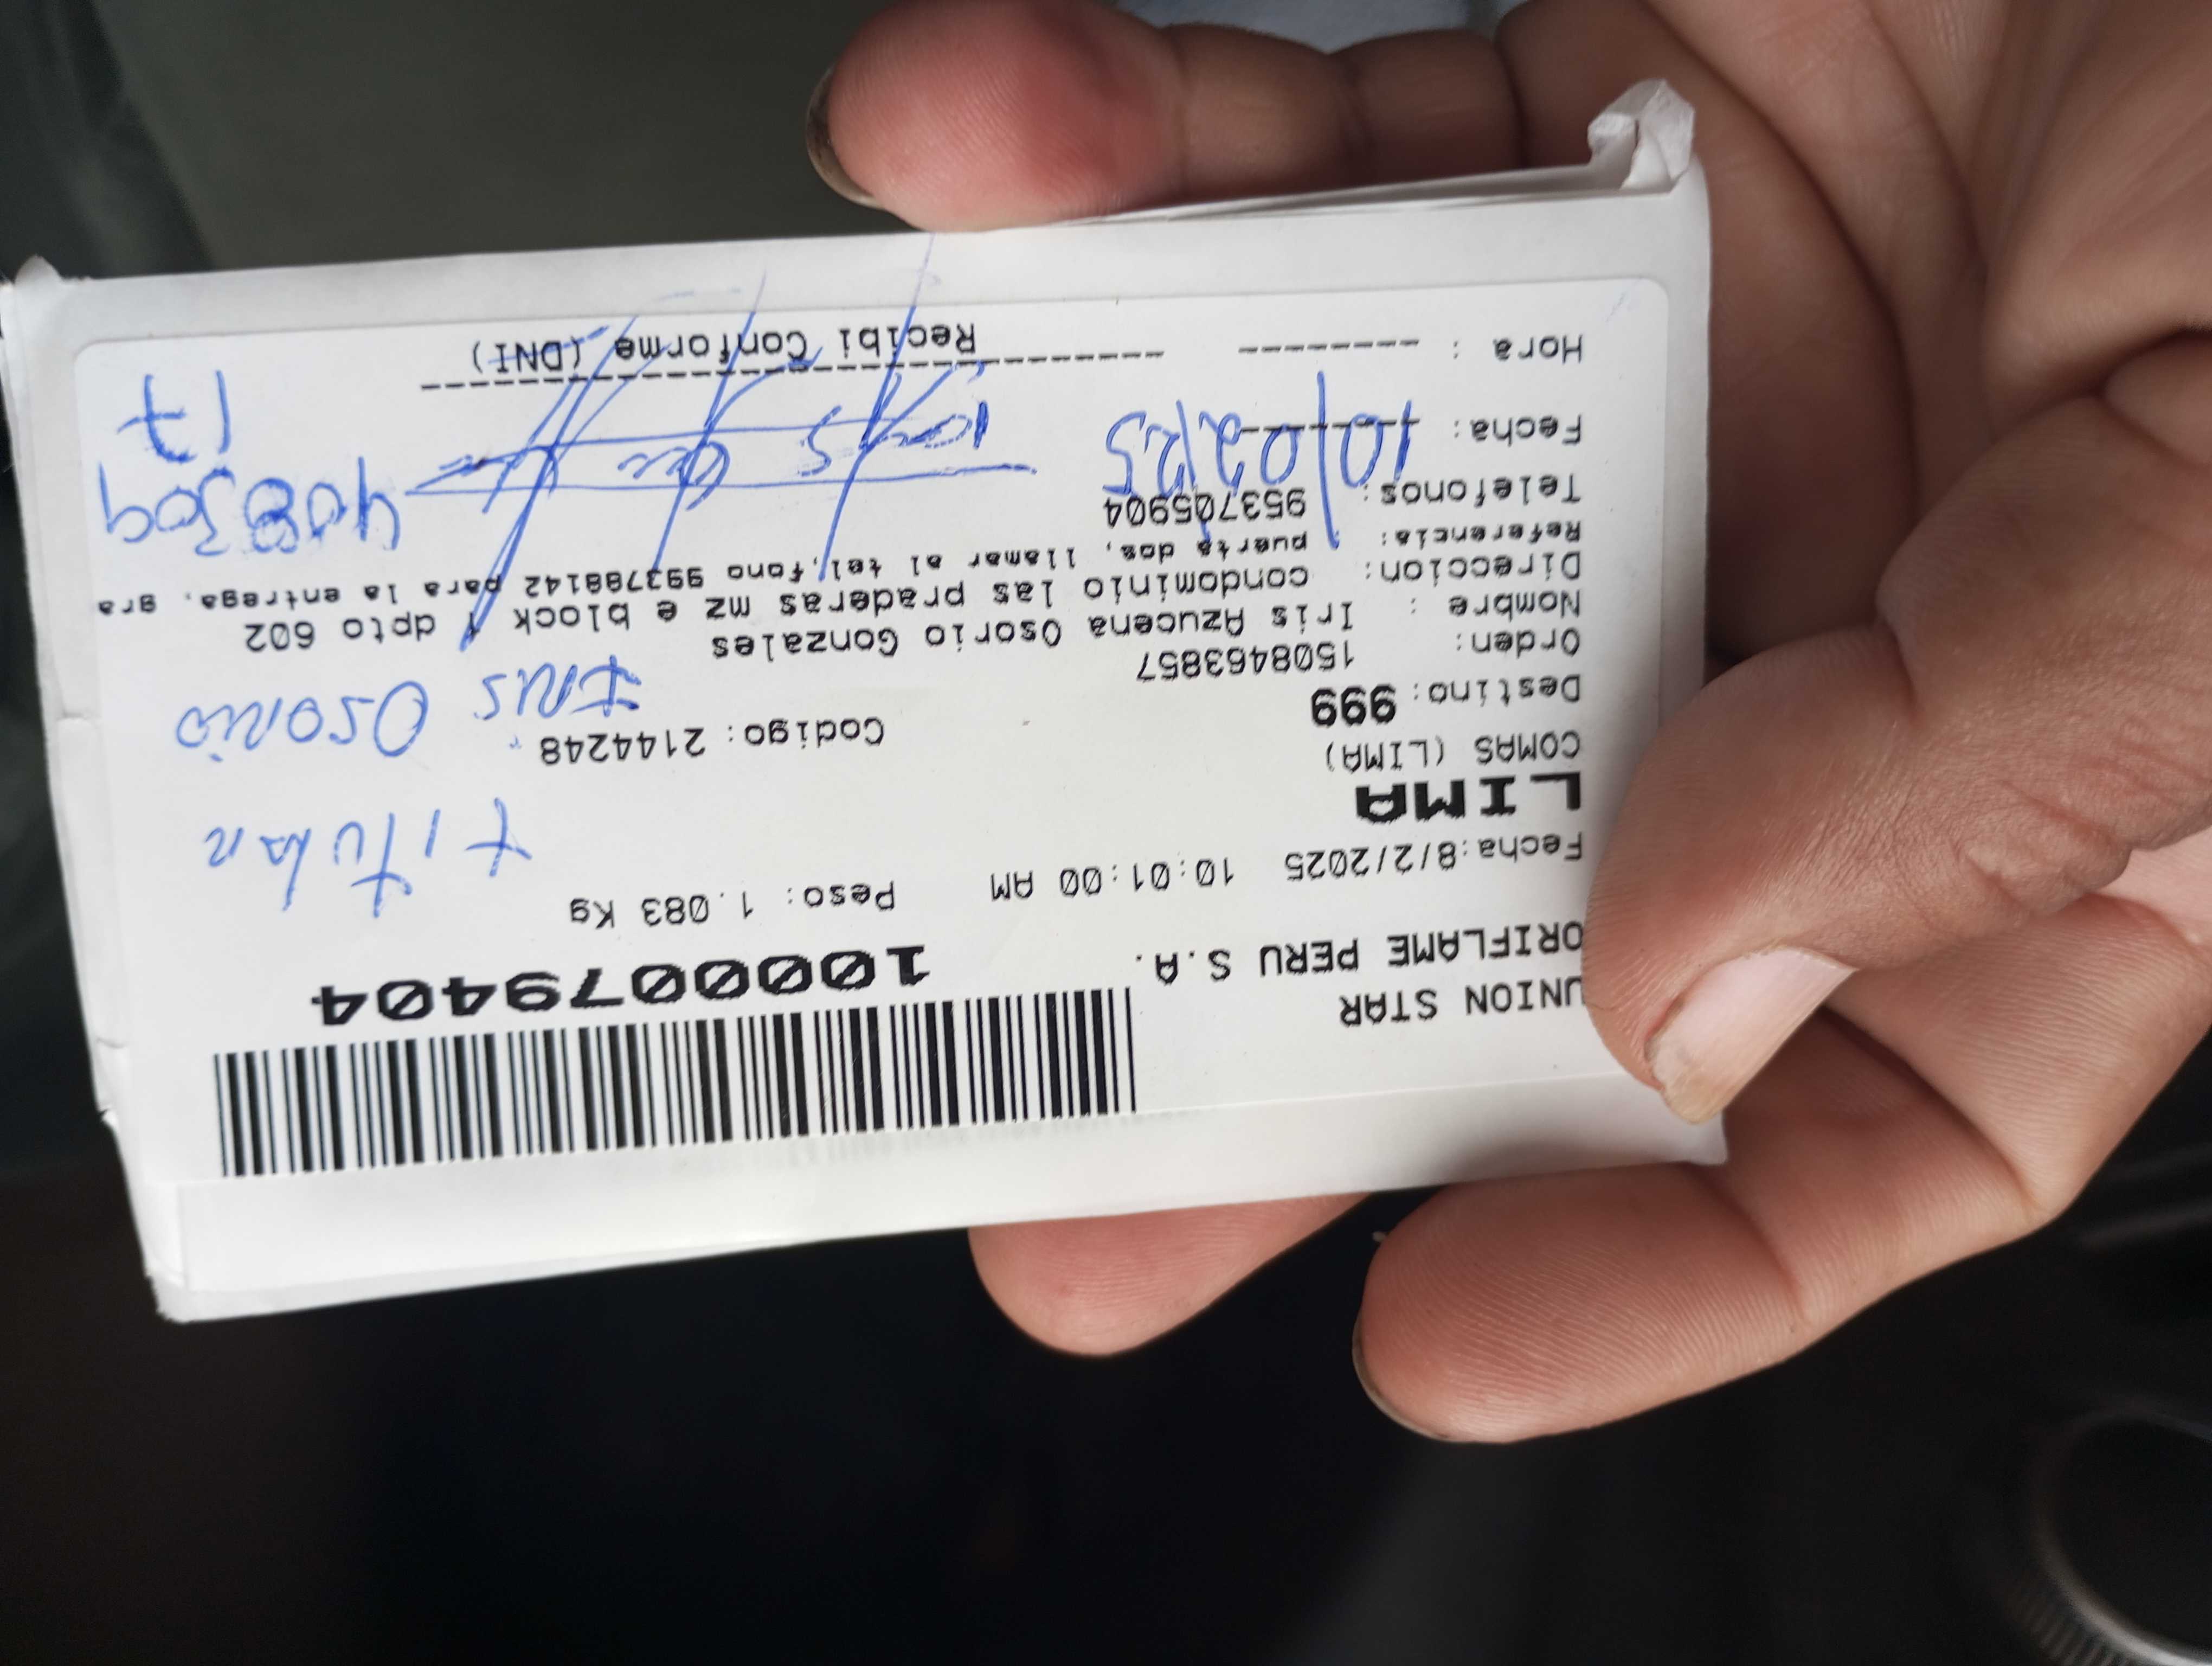 UNION STAR
ORIFLAME PERU S.A.
1000079404
Fecha:8/2/2025 10:01:00 AM Peso: 1.083 Kg
titular
LIMA
COMAS (LIMA)
Destino: 999 Codigo: 2144248
Osorio
Orden: 1508463857
Nombre : Iris Azucena Osorio Gonzales
Direccion: condominio las praderas mz e block 1 dpto 602
Referencia: puerta dos, llamar al tel,fono 993788142 para la entrega. gra
Telefonos: 953705904
408309
17
Fecha: 10/02/25
Hora :
Recibi Conforme (DNI)